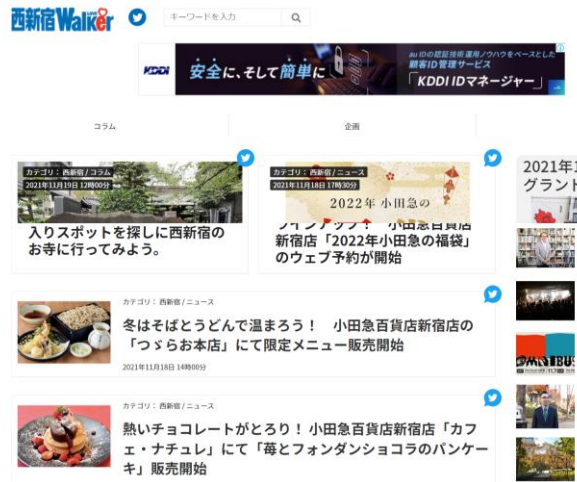 西新宿Walker
キーワードを入力
KDDI
安全に、そして簡単に
au IDの認証技術・運用ノウハウをベースとした
顧客ID管理サービス
「KDDI IDマネージャー」
コラム
企画
カテゴリ： 西新宿 / コラム
2021年11月19日 12時00分
入りスポットを探しに西新宿の
お寺に行ってみよう。
カテゴリ： 西新宿 / ニュース
2021年11月18日 17時30分
2022年 小田急の
ラインアップ！ 小田急百貨店
新宿店「2022年小田急の福袋」
のウェブ予約が開始
2021年1
グランド
カテゴリ： 西新宿 / ニュース
冬はそばとうどんで温まろう！ 小田急百貨店新宿店の
「つゞらお本店」にて限定メニュー販売開始
2021年11月18日 14時00分
カテゴリ： 西新宿 / ニュース
熱いチョコレートがとろり！ 小田急百貨店新宿店「カフ
ェ・ナチュレ」にて「苺とフォンダンショコラのパンケー
キ」販売開始